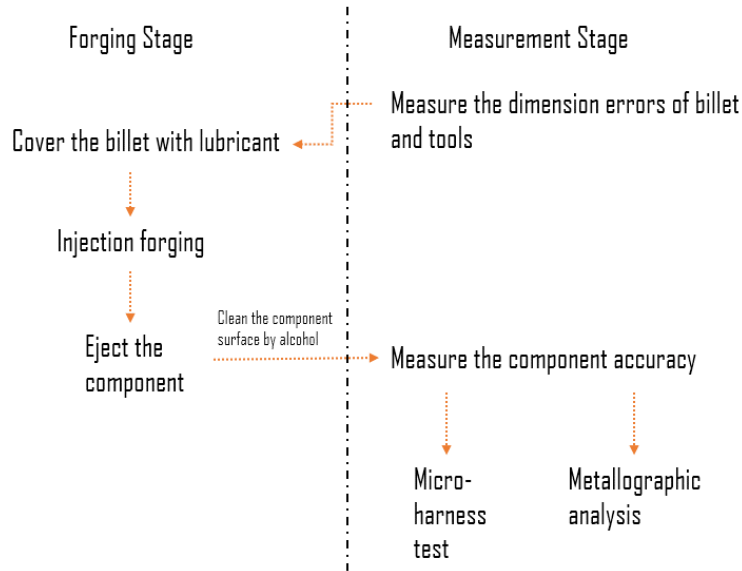 Forging Stage
Measurement Stage
Measure the dimension errors of billet
and tools
Cover the billet with lubricant
Injection forging
Eject the
component
Clean the component
surface by alcohol
Measure the component accuracy
Micro-
harness
test
Metallographic
analysis